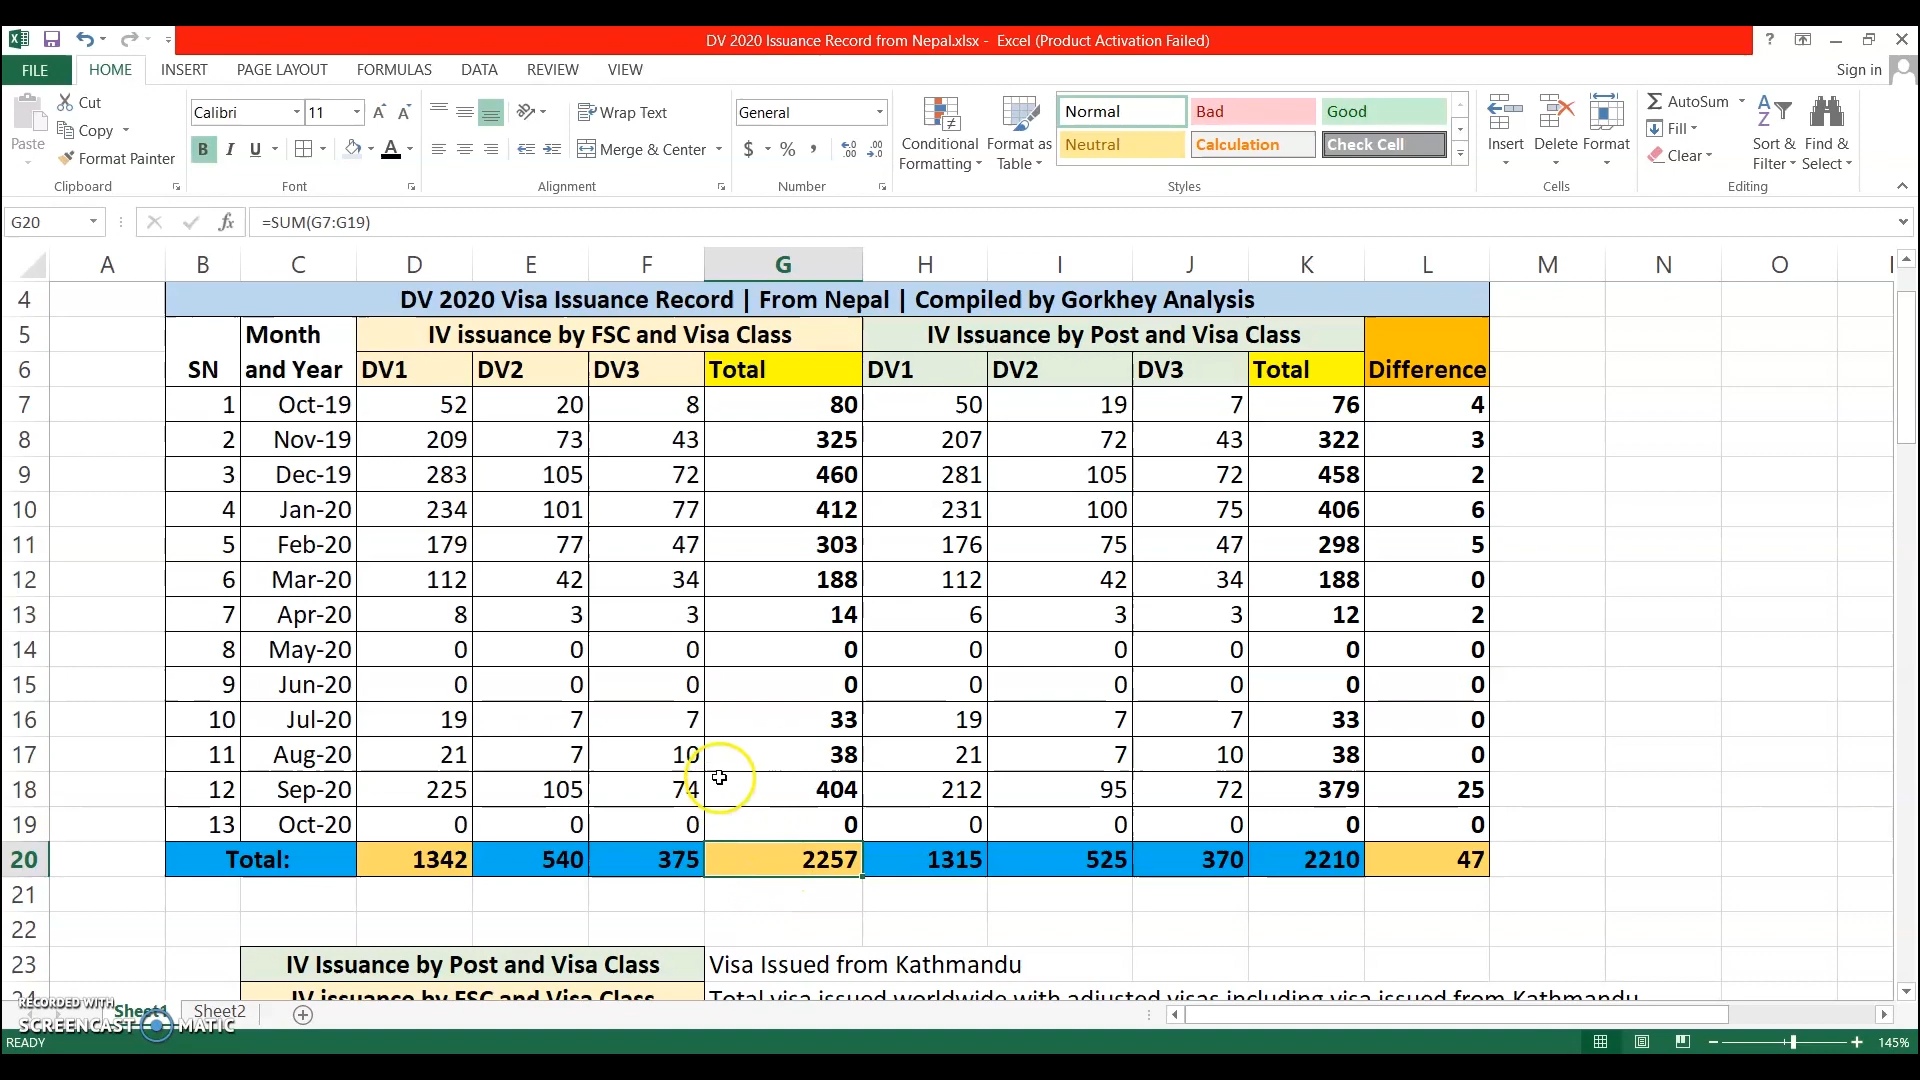 DV 2020 Issuance Record from Nepal.xlsx - Excel (Product Activation Failed)
?
FILE HOME INSERT PAGE LAYOUT FORMULAS DATA REVIEW VIEW Sign in
Paste Cut Copy Format Painter Clipboard
Calibri 11 A A B I U A Font
Wrap Text Merge & Center Alignment
General $ % , Number
Conditional Formatting Format as Table
Normal Bad Good
Neutral Calculation Check Cell
Styles
Insert Delete Format Cells
AutoSum Fill Clear Sort & Filter Find & Select Editing
G20 fx =SUM(G7:G19)
A B C D E F G H I J K L M N O
4 DV 2020 Visa Issuance Record | From Nepal | Compiled by Gorkhey Analysis
5 Month IV issuance by FSC and Visa Class IV Issuance by Post and Visa Class
6 SN and Year DV1 DV2 DV3 Total DV1 DV2 DV3 Total Difference
7 1 Oct-19 52 20 8 80 50 19 7 76 4
8 2 Nov-19 209 73 43 325 207 72 43 322 3
9 3 Dec-19 283 105 72 460 281 105 72 458 2
10 4 Jan-20 234 101 77 412 231 100 75 406 6
11 5 Feb-20 179 77 47 303 176 75 47 298 5
12 6 Mar-20 112 42 34 188 112 42 34 188 0
13 7 Apr-20 8 3 3 14 6 3 3 12 2
14 8 May-20 0 0 0 0 0 0 0 0 0
15 9 Jun-20 0 0 0 0 0 0 0 0 0
16 10 Jul-20 19 7 7 33 19 7 7 33 0
17 11 Aug-20 21 7 10 38 21 7 10 38 0
18 12 Sep-20 225 105 74 404 212 95 72 379 25
19 13 Oct-20 0 0 0 0 0 0 0 0 0
20 Total: 1342 540 375 2257 1315 525 370 2210 47
21
22
23 IV Issuance by Post and Visa Class Visa Issued from Kathmandu
24 IV issuance by FSC and Visa Class Total visa issued worldwide with adjusted visas including visa issued from Kathmandu
Sheet1 Sheet2
RECORDED WITH
SCREENCAST MATIC
READY 145%